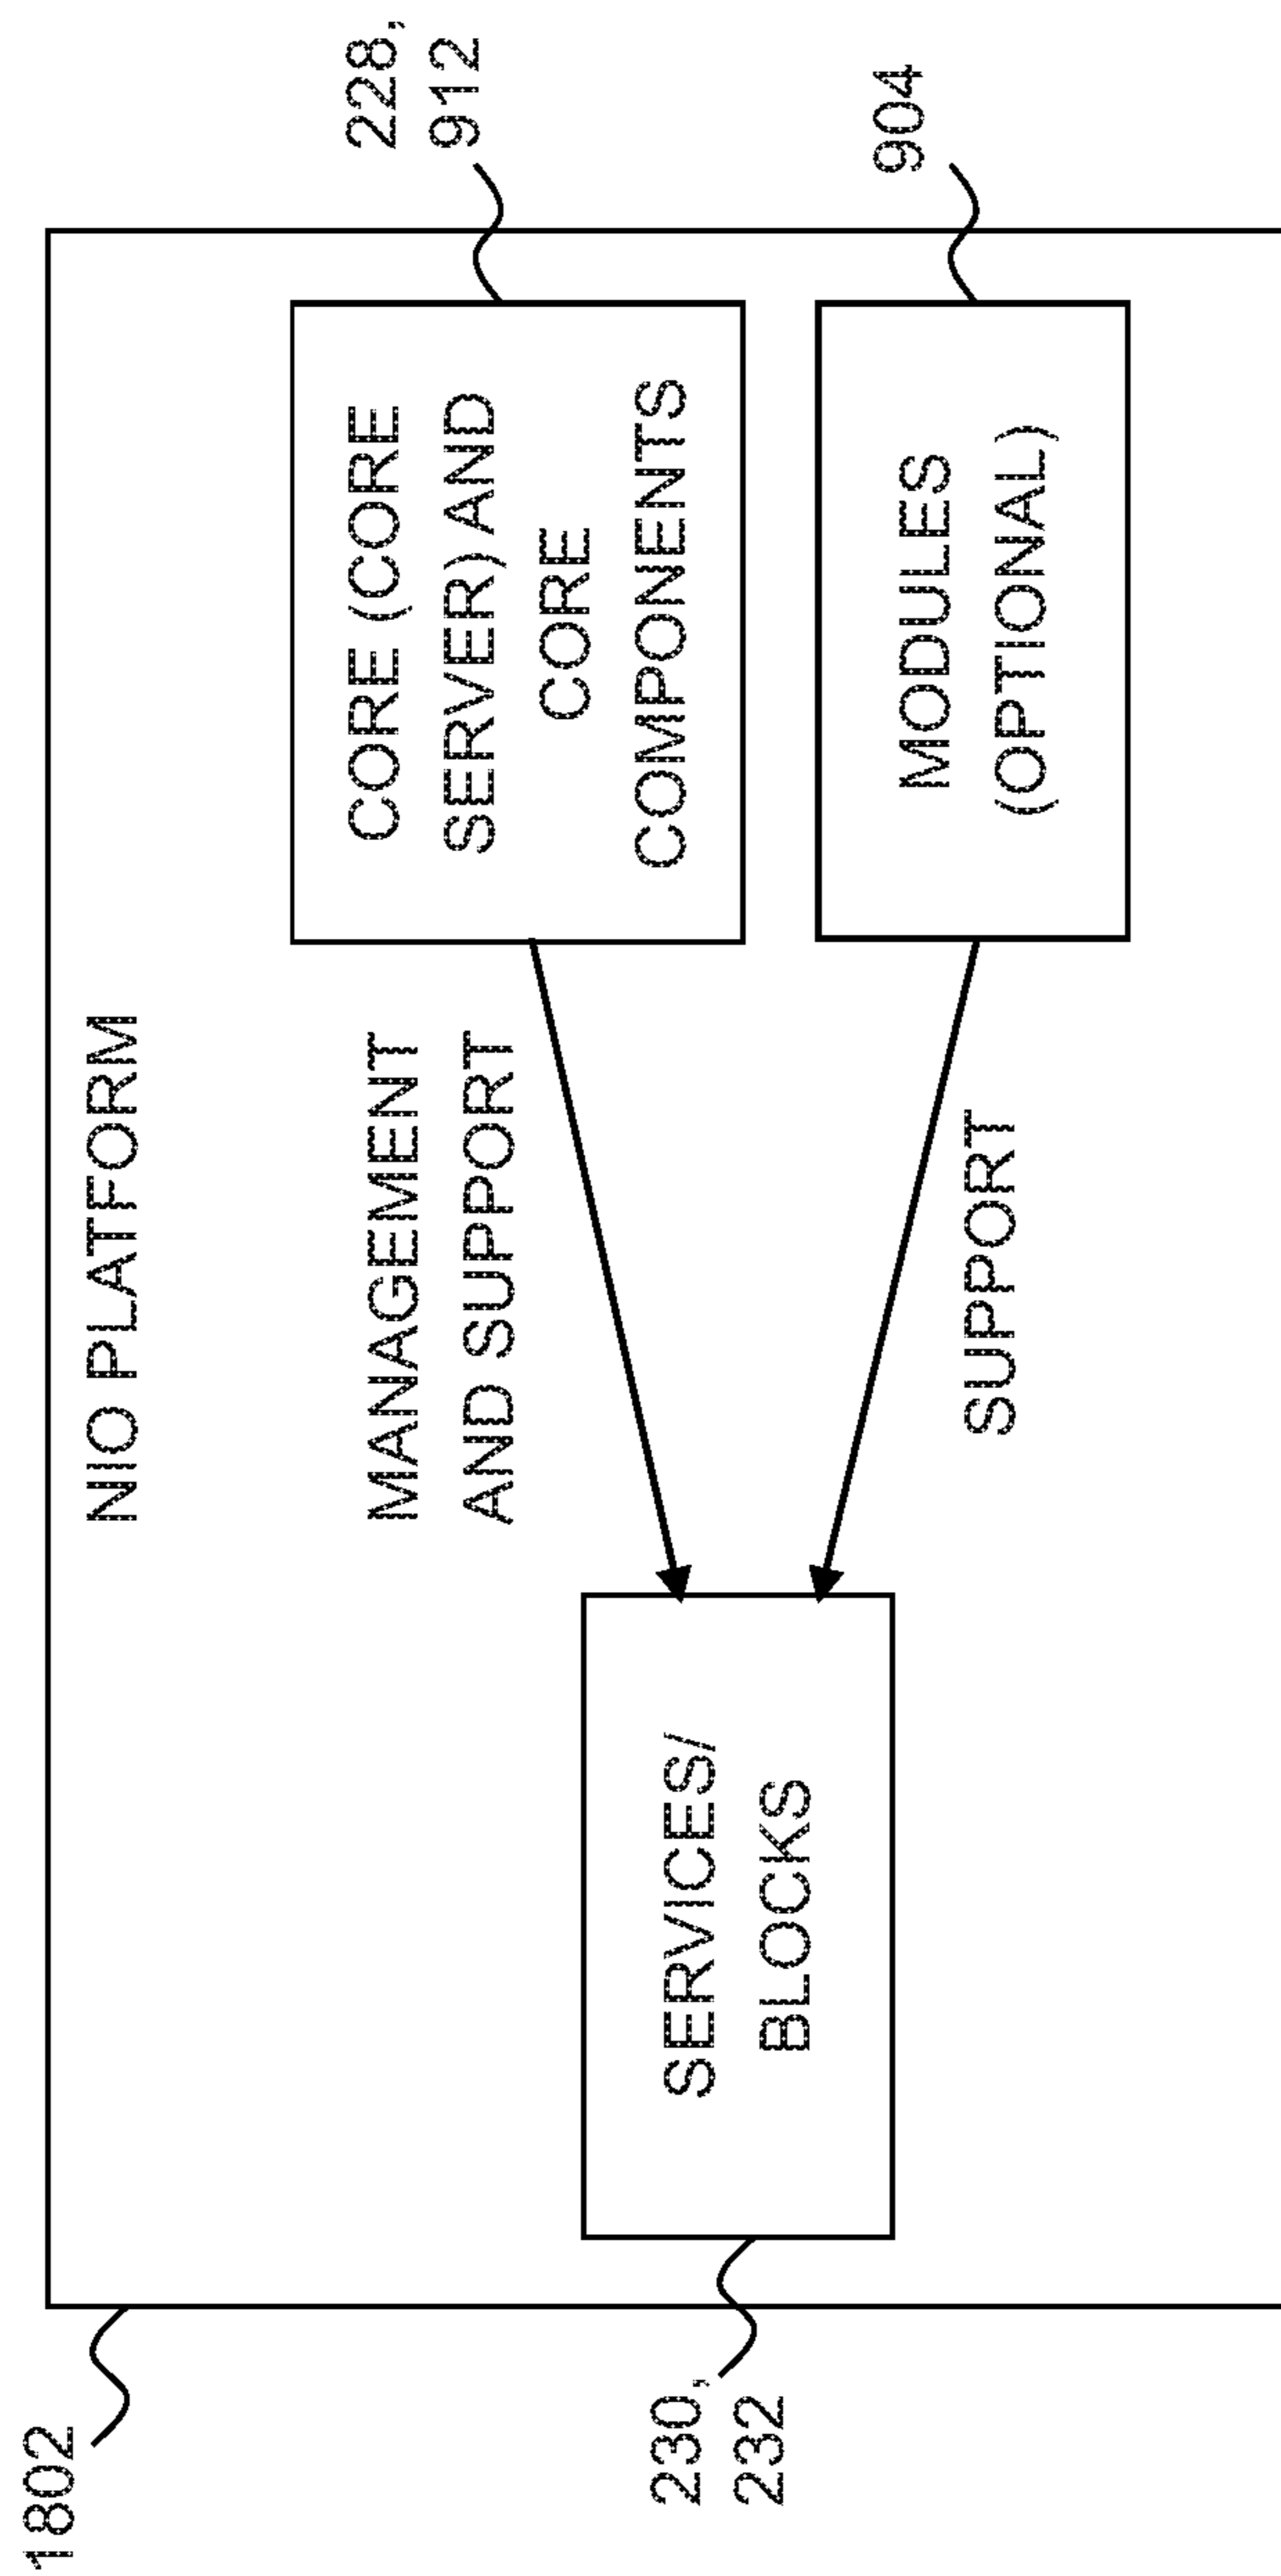 1802
NIO PLATFORM
228,
912
CORE (CORE
SERVER) AND
CORE
COMPONENTS
MANAGEMENT
AND SUPPORT
230,
232
SERVICES/
BLOCKS
904
MODULES
(OPTIONAL)
SUPPORT